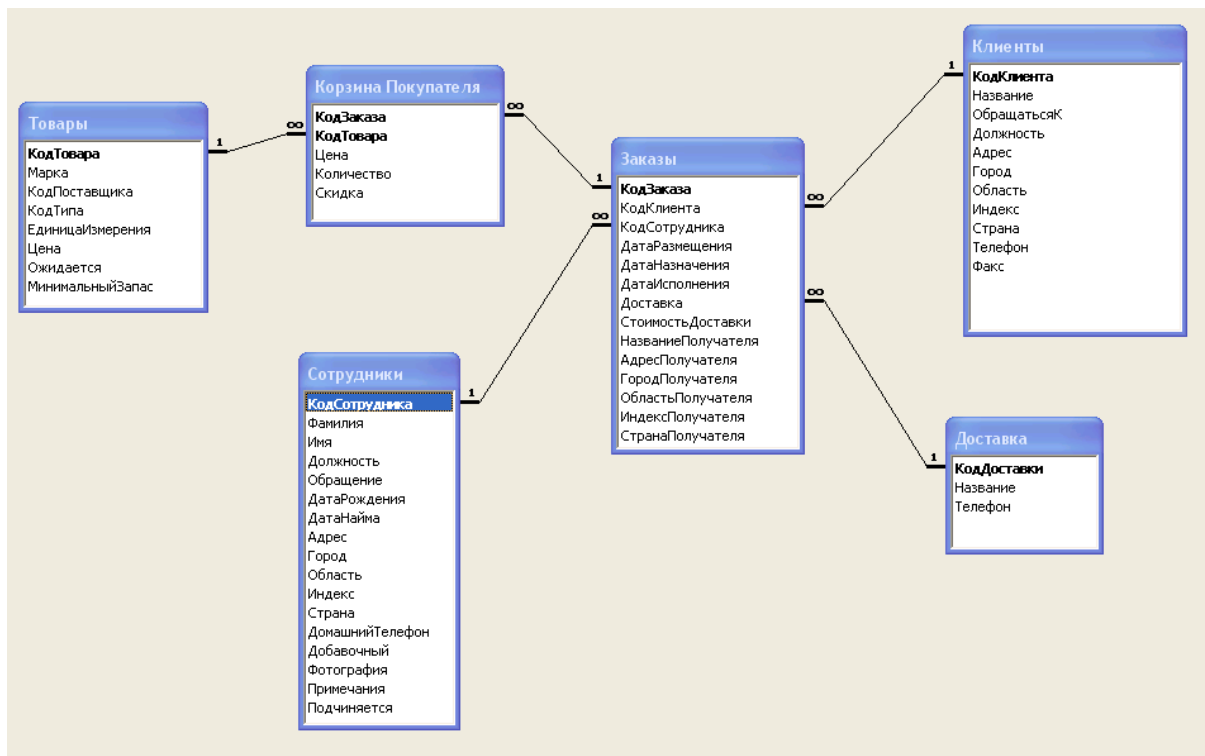 Товары
КодТовара
Марка
КодПоставщика
КодТипа
ЕдиницаИзмерения
Цена
Ожидается
МинимальныйЗапас
1
∞
Корзина Покупателя
КодЗаказа
КодТовара
Цена
Количество
Скидка
∞
1
Заказы
КодЗаказа
КодКлиента
КодСотрудника
ДатаРазмещения
ДатаНазначения
ДатаИсполнения
Доставка
СтоимостьДоставки
НазваниеПолучателя
АдресПолучателя
ГородПолучателя
ОбластьПолучателя
ИндексПолучателя
СтранаПолучателя
∞
1
∞
∞
Клиенты
1
КодКлиента
Название
ОбращатьсяК
Должность
Адрес
Город
Область
Индекс
Страна
Телефон
Факс
Сотрудники
КодСотрудника
Фамилия
Имя
Должность
Обращение
ДатаРождения
ДатаНайма
Адрес
Город
Область
Индекс
Страна
ДомашнийТелефон
Добавочный
Фотография
Примечания
Подчиняется
Доставка
1
КодДоставки
Название
Телефон